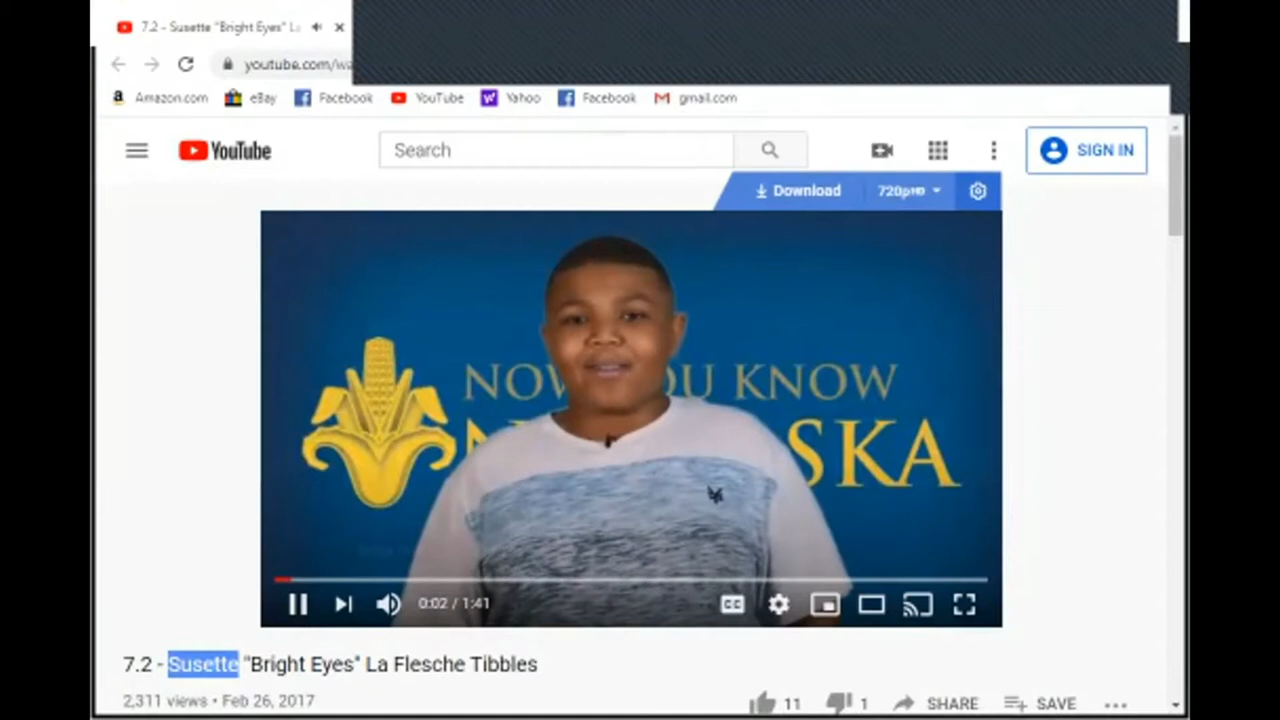 7.2 - Susette "Bright Eyes" L
youtube.com/wa
Amazon.com eBay Facebook YouTube Yahoo Facebook gmail.com
YouTube Search SIGN IN
Download 720pHD
NOW YOU KNOW
SKA
0:02 / 1:41
CC
7.2 - Susette "Bright Eyes" La Flesche Tibbles
2,311 views • Feb 26, 2017 11 1 SHARE SAVE